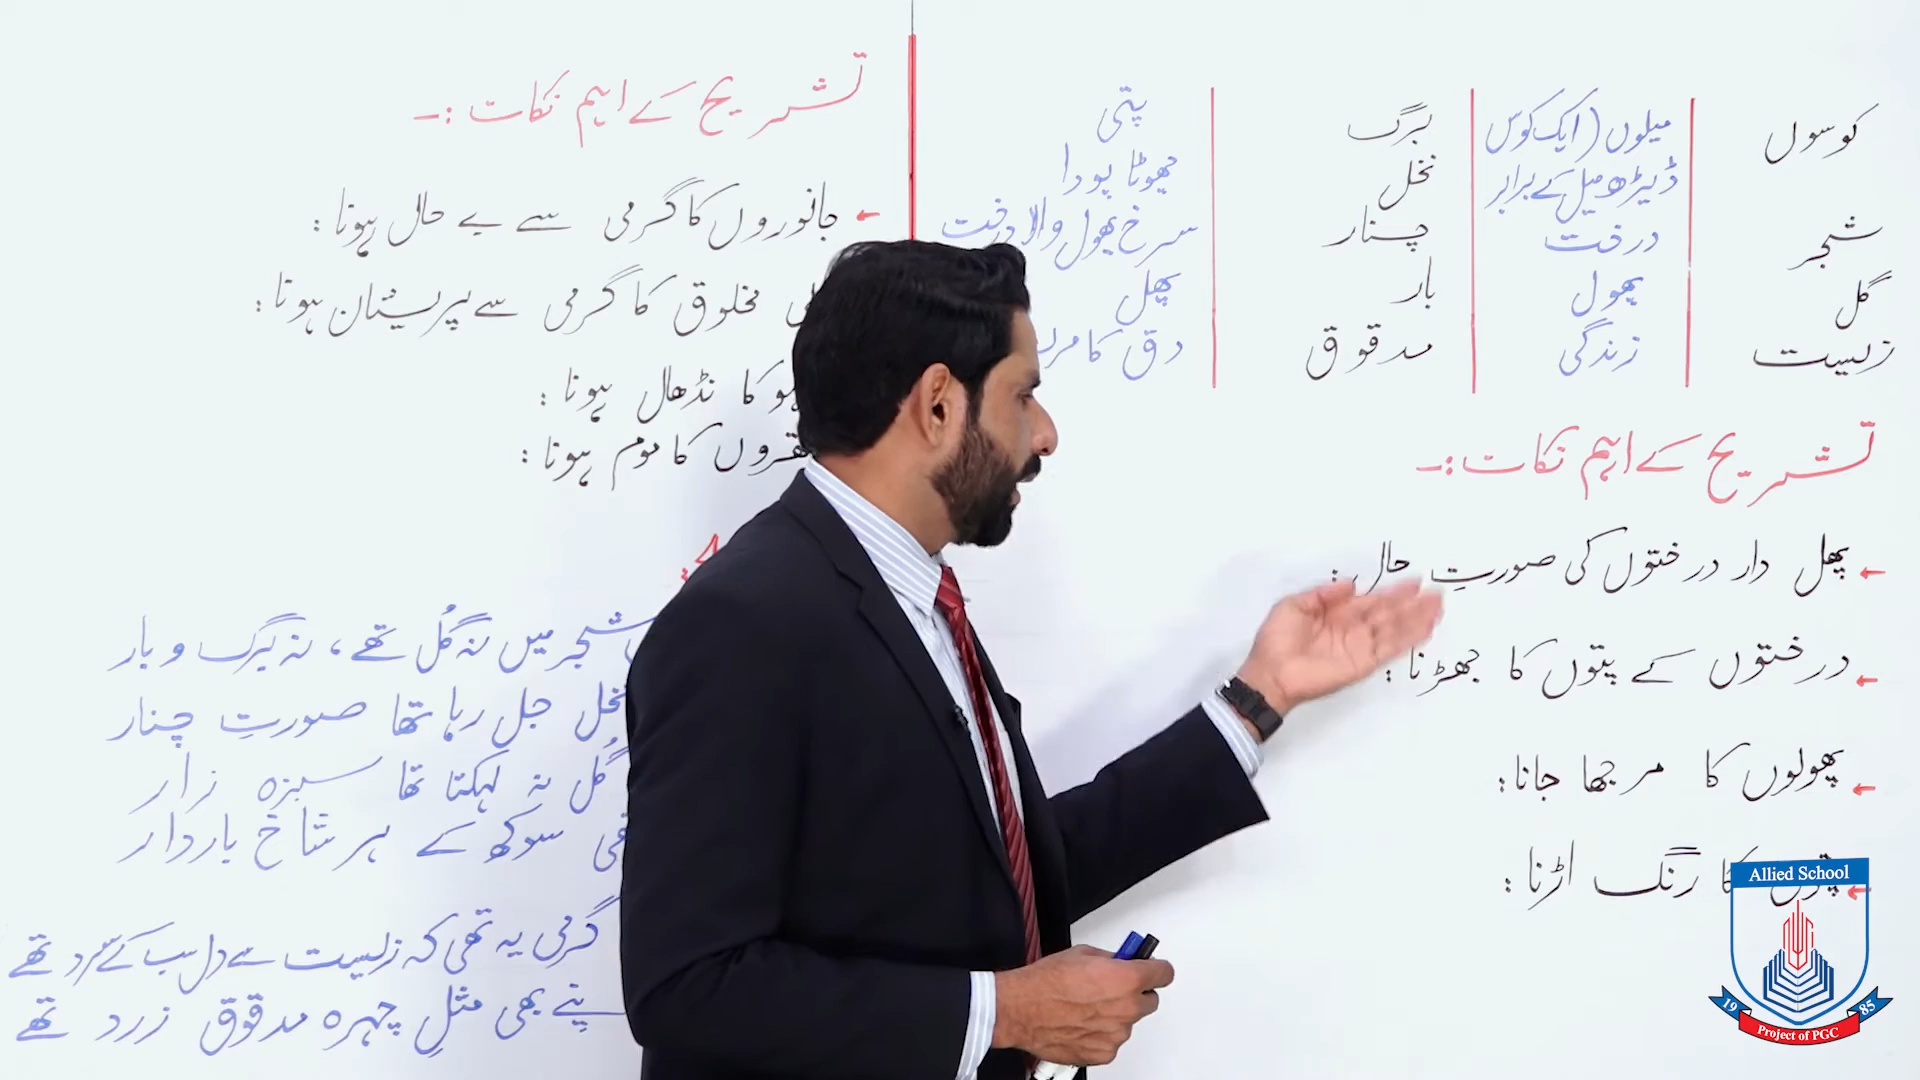 کوسوں
میلوں (ایک کوس
ڈیڑھ میل کے برابر
شجر
درخت
گل
پھول
زیست
زندگی
برگ
پتی
نخل
چھوٹا پودا
چنار
سرخ پھول والا درخت
بار
پھل
مدقوق
دق کا
تشریح کے اہم نکات :-
پھل دار درختوں کی صورتِ حال :
درختوں کے پتوں کا جھڑنا :
پھولوں کا مرجھا جانا :
پتوں کا رنگ اڑنا :
تشریح کے اہم نکات :-
جانوروں کا گرمی سے بے حال ہونا :
مخلوق کا گرمی سے پریشان ہونا :
کا نڈھال ہونا :
کا موم ہونا :
شجر میں نہ گُل تھے ، نہ برگ و بار
نخل جل رہا تھا صورتِ چنار
گُل نہ لہکتا تھا سبزہ زار
سوکھ کے ہر شاخ باردار
گرمی یہ تھی کہ زیست سے دل سب کے سرد تھے
پتے بھی مثلِ چہرہ مدقوق زرد تھے
Allied School
1985
Project of PGC